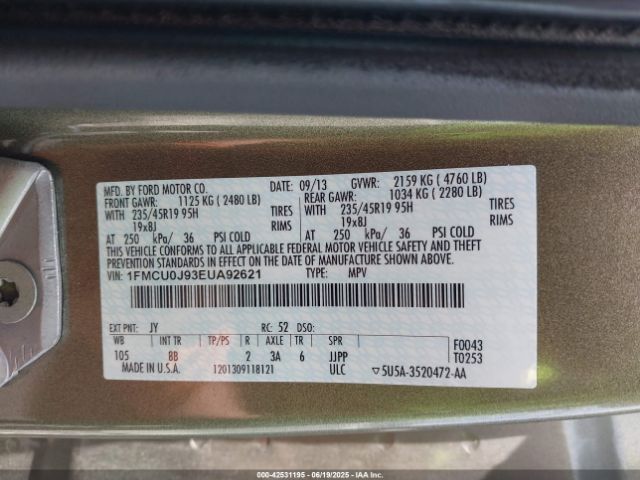 MFD. BY FORD MOTOR CO. DATE: 09/13 GVWR: 2159 KG ( 4760 LB)
FRONT GAWR: 1125 KG ( 2480 LB) REAR GAWR: 1034 KG ( 2280 LB)
WITH 235/45R19 95H TIRES WITH 235/45R19 95H TIRES
19x8J RIMS 19x8J RIMS
AT 250 kPa/ 36 PSI COLD AT 250 kPa/ 36 PSI COLD
THIS VEHICLE CONFORMS TO ALL APPLICABLE FEDERAL MOTOR VEHICLE SAFETY AND THEFT
PREVENTION STANDARDS IN EFFECT ON THE DATE OF MANUFACTURE SHOWN ABOVE.
VIN: 1FMCU0J93EUA92621 TYPE: MPV
EXT PNT: JY RC: 52 DSO:
WB INT TR TP/PS R AXLE TR SPR F0043
105 8B 2 3A 6 JJPP T0253
MADE IN U.S.A. 1201309118121 ULC ▽5U5A-3520472-AA
000-42531195 - 06/19/2025 - IAAI.COM